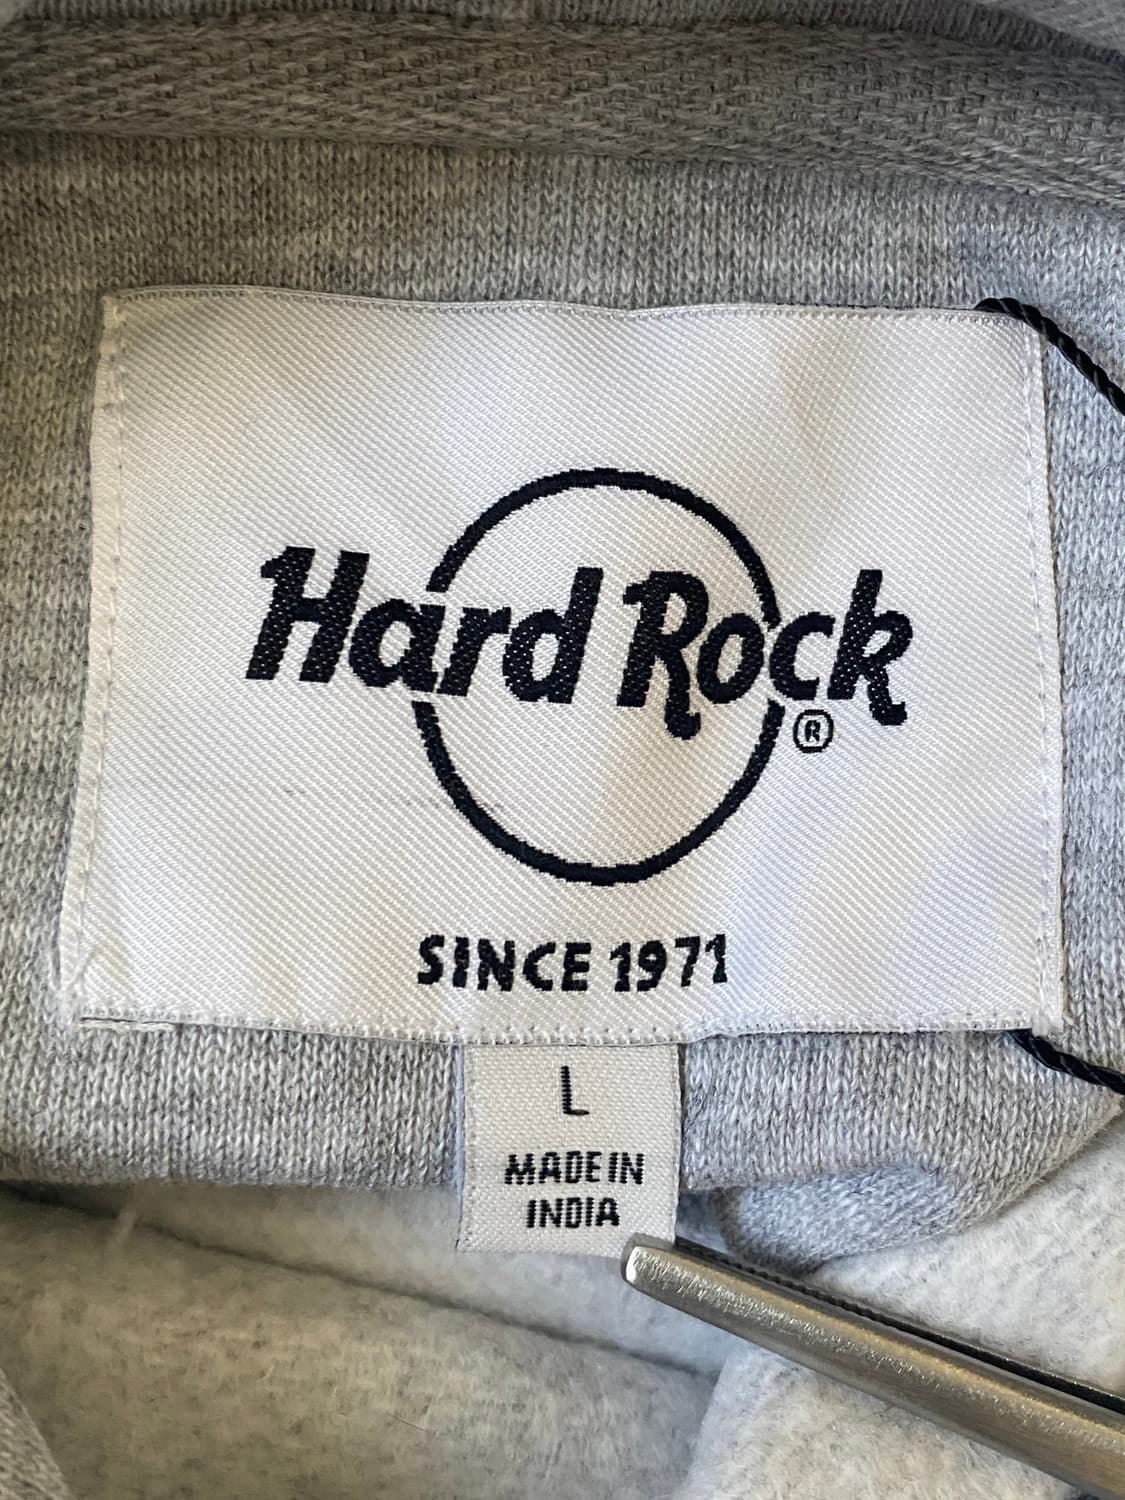 Hard Rock
®
SINCE 1971
L
MADE IN
INDIA